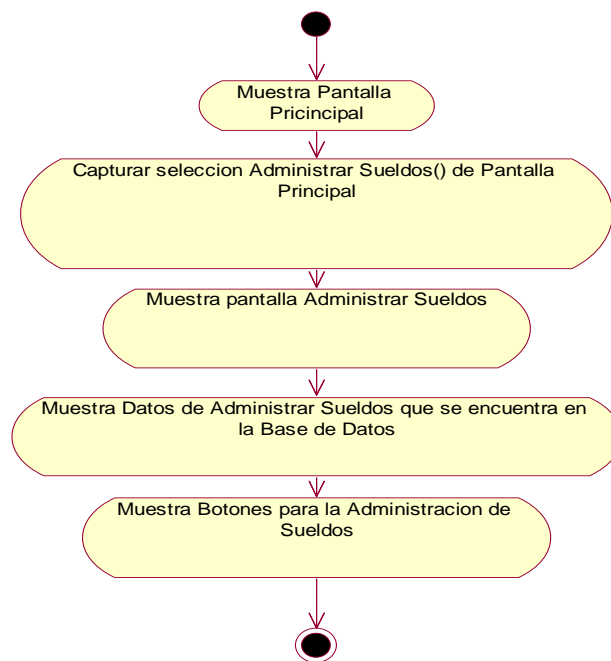 Muestra Pantalla
Pricincipal
Capturar seleccion Administrar Sueldos() de Pantalla
Principal
Muestra pantalla Administrar Sueldos
Muestra Datos de Administrar Sueldos que se encuentra en
la Base de Datos
Muestra Botones para la Administracion de
Sueldos